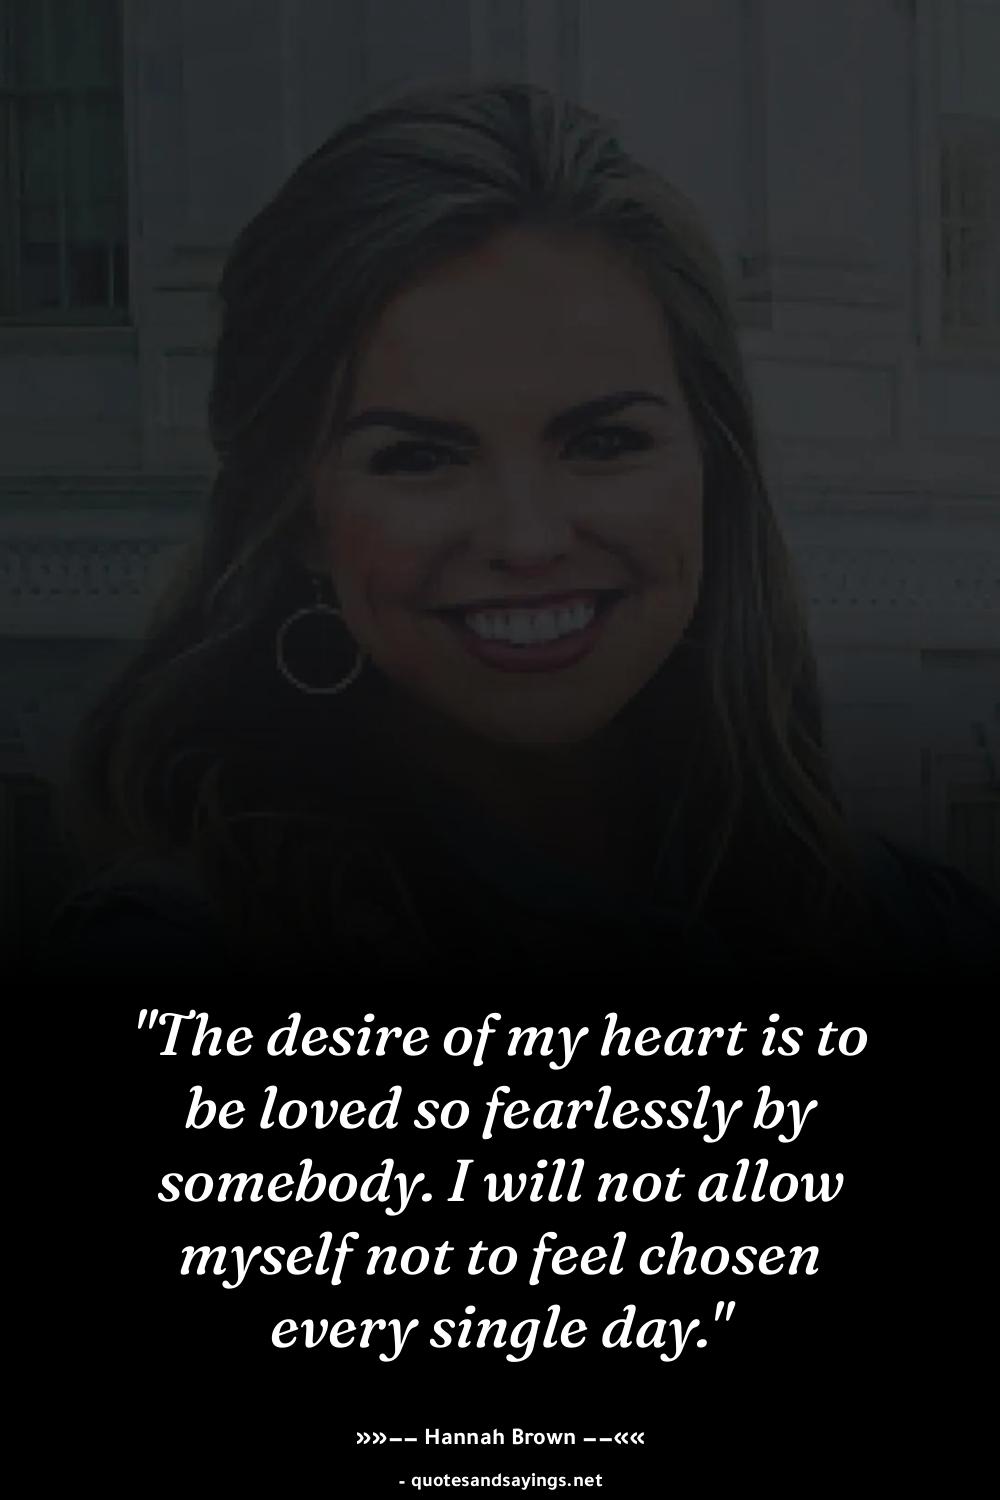 "The desire of my heart is to
be loved so fearlessly by
somebody. I will not allow
myself not to feel chosen
every single day."
»»–– Hannah Brown ––««
- quotesandsayings.net